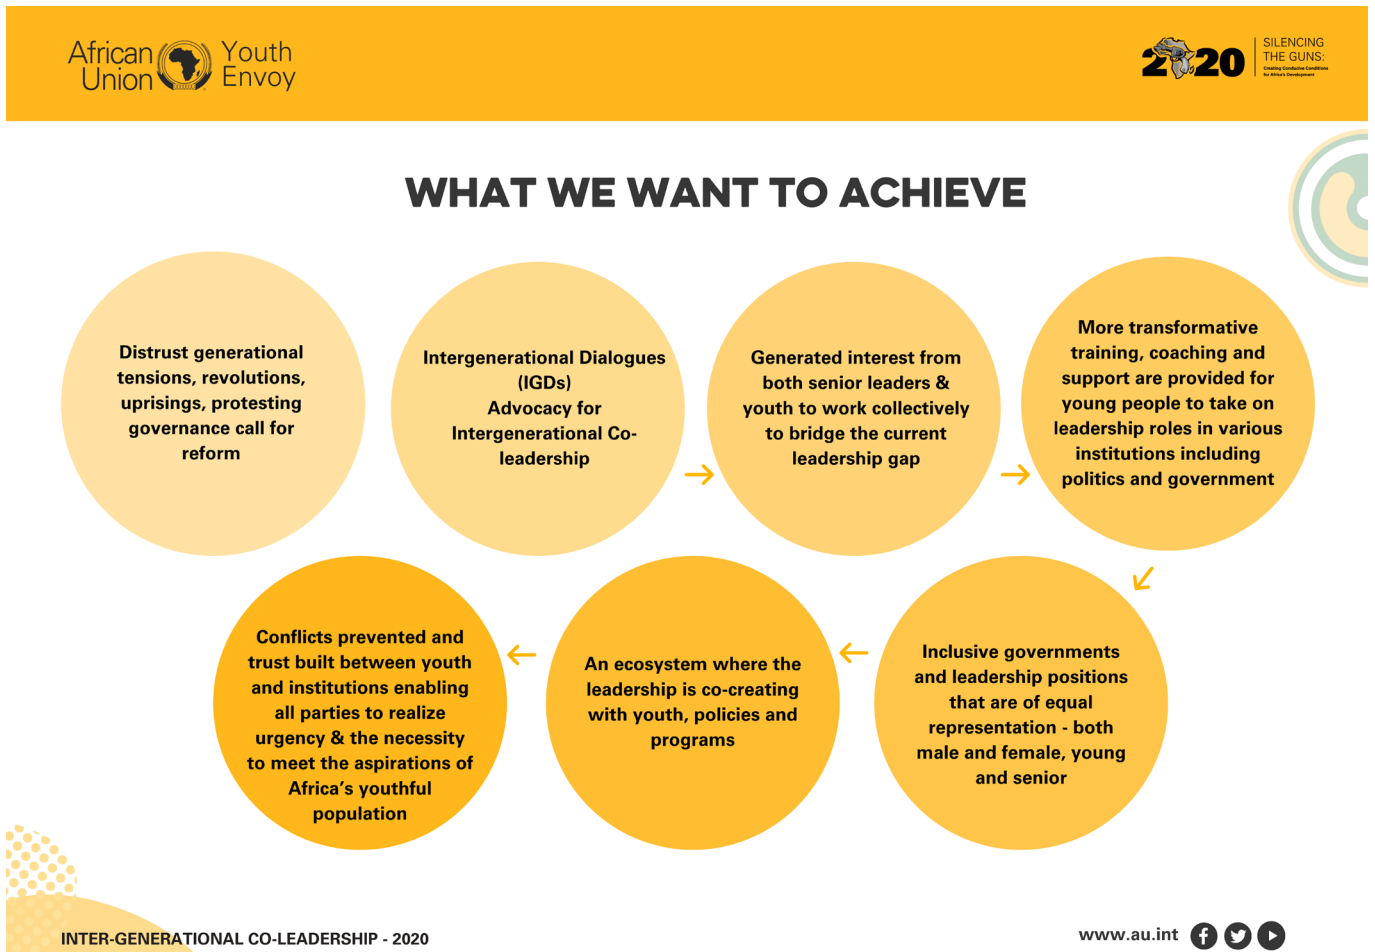 African Union
Youth Envoy
2020
SILENCING
THE GUNS:
Creating Conducive Conditions
for Africa's Development
WHAT WE WANT TO ACHIEVE
Distrust generational
tensions, revolutions,
uprisings, protesting
governance call for
reform
Intergenerational Dialogues
(IGDs)
Advocacy for
Intergenerational Co-
leadership
Generated interest from
both senior leaders &
youth to work collectively
to bridge the current
leadership gap
More transformative
training, coaching and
support are provided for
young people to take on
leadership roles in various
institutions including
politics and government
Inclusive governments
and leadership positions
that are of equal
representation - both
male and female, young
and senior
An ecosystem where the
leadership is co-creating
with youth, policies and
programs
Conflicts prevented and
trust built between youth
and institutions enabling
all parties to realize
urgency & the necessity
to meet the aspirations of
Africa's youthful
population
INTER-GENERATIONAL CO-LEADERSHIP - 2020
www.au.int